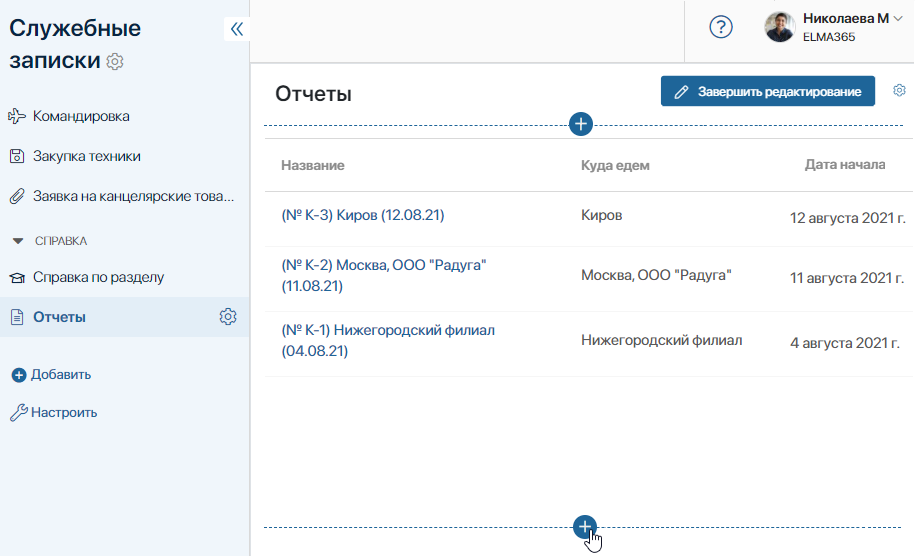 Служебные
записки
Николаева М
ELMA365
Командировка
Закупка техники
Заявка на канцелярские това...
СПРАВКА
Справка по разделу
Отчеты
Добавить
Настроить
Отчеты
Завершить редактирование
Название Куда едем Дата начала
(№ К-3) Киров (12.08.21) Киров 12 августа 2021 г.
(№ К-2) Москва, ООО "Радуга"
(11.08.21) Москва, ООО "Радуга" 11 августа 2021 г.
(№ К-1) Нижегородский филиал
(04.08.21) Нижегородский филиал 4 августа 2021 г.